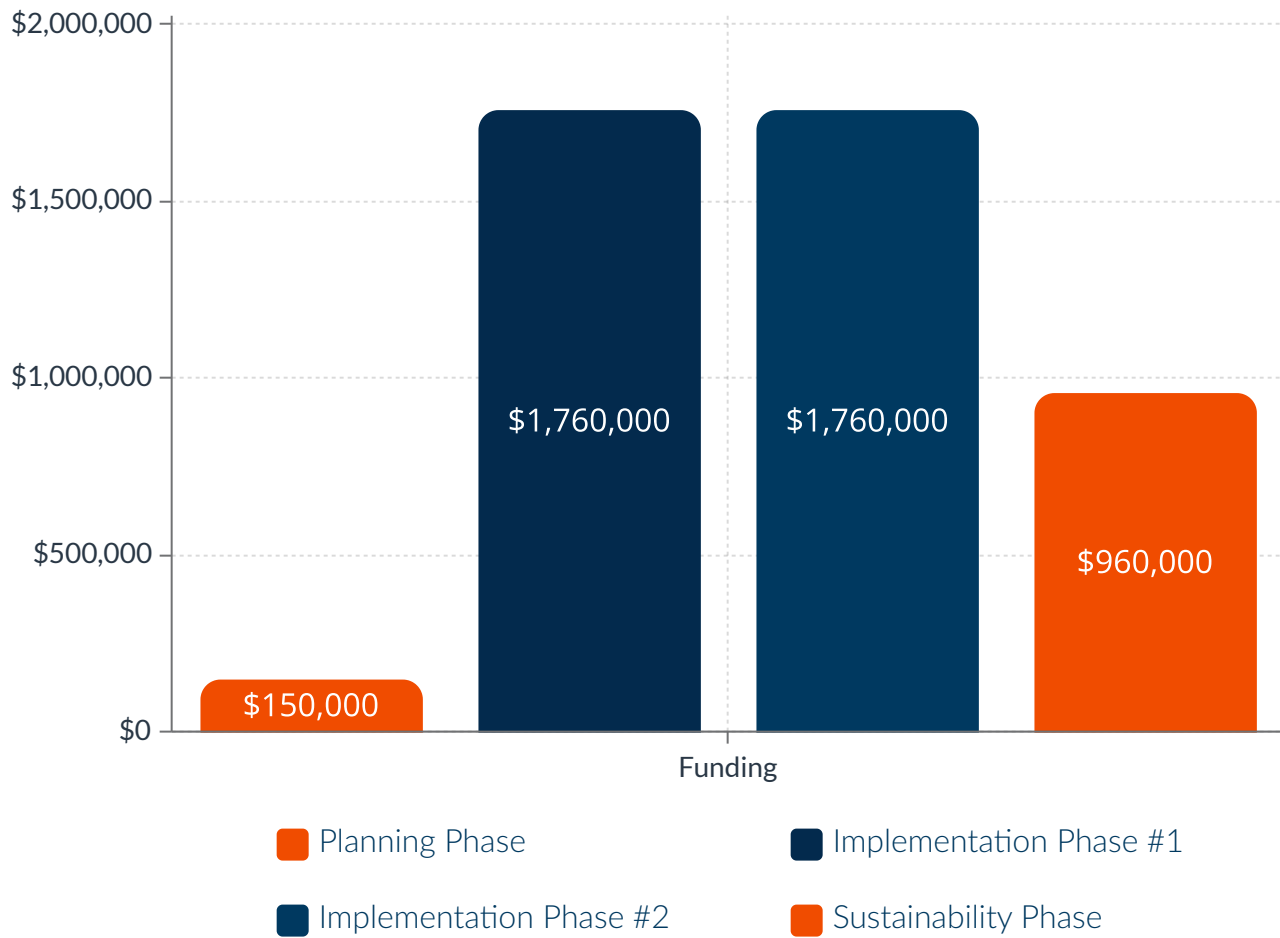 $2,000,000
$1,500,000
$1,000,000
$500,000
$0
$150,000
$1,760,000
$1,760,000
$960,000
Funding
Planning Phase
Implementation Phase #1
Implementation Phase #2
Sustainability Phase